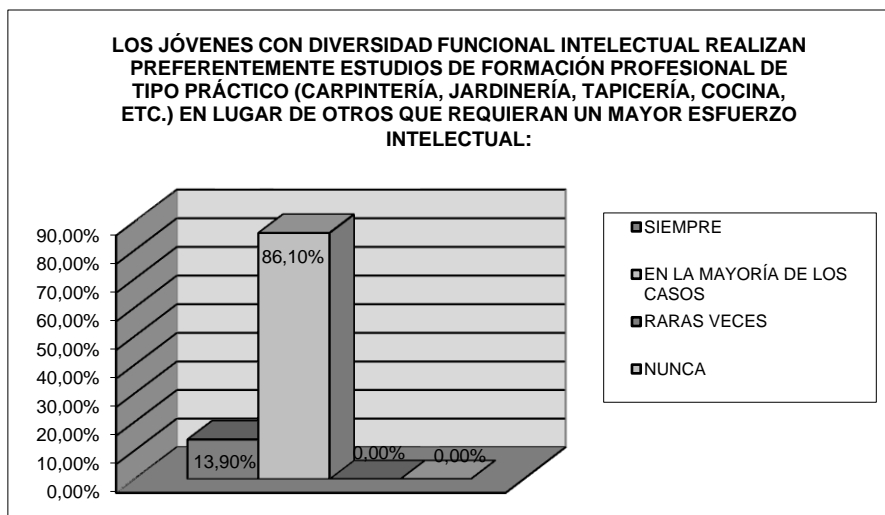 LOS JÓVENES CON DIVERSIDAD FUNCIONAL INTELECTUAL REALIZAN
PREFERENTEMENTE ESTUDIOS DE FORMACIÓN PROFESIONAL DE
TIPO PRÁCTICO (CARPINTERÍA, JARDINERÍA, TAPICERÍA, COCINA,
ETC.) EN LUGAR DE OTROS QUE REQUIERAN UN MAYOR ESFUERZO
INTELECTUAL:
90,00%
80,00%
70,00%
60,00%
50,00%
40,00%
30,00%
20,00%
10,00%
0,00%
13,90%
86,10%
0,00%
0,00%
SIEMPRE
EN LA MAYORÍA DE LOS
CASOS
RARAS VECES
NUNCA